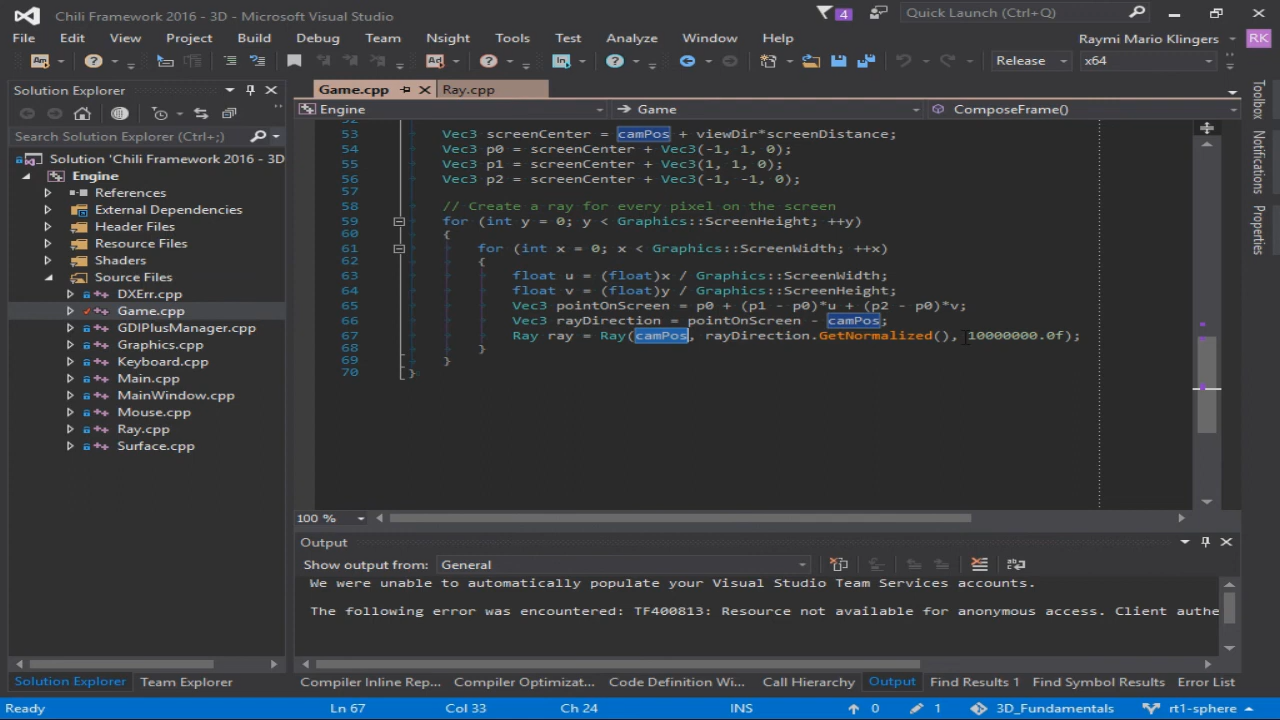 Chili Framework 2016 - 3D - Microsoft Visual Studio
4
Quick Launch (Ctrl+Q)
File Edit View Project Build Debug Team Nsight Tools Test Analyze Window Help
Raymi Mario Klingers RK
Release x64
Solution Explorer
Game.cpp Ray.cpp
Engine Game ComposeFrame()
Search Solution Explorer (Ctrl+;)
Solution 'Chili Framework 2016 - 3D
Engine
References
External Dependencies
Header Files
Resource Files
Shaders
Source Files
DXErr.cpp
Game.cpp
GDIPlusManager.cpp
Graphics.cpp
Keyboard.cpp
Main.cpp
MainWindow.cpp
Mouse.cpp
Ray.cpp
Surface.cpp
52
53 Vec3 screenCenter = camPos + viewDir*screenDistance;
54 Vec3 p0 = screenCenter + Vec3(-1, 1, 0);
55 Vec3 p1 = screenCenter + Vec3(1, 1, 0);
56 Vec3 p2 = screenCenter + Vec3(-1, -1, 0);
57
58 // Create a ray for every pixel on the screen
59 for (int y = 0; y < Graphics::ScreenHeight; ++y)
60 {
61 for (int x = 0; x < Graphics::ScreenWidth; ++x)
62 {
63 float u = (float)x / Graphics::ScreenWidth;
64 float v = (float)y / Graphics::ScreenHeight;
65 Vec3 pointOnScreen = p0 + (p1 - p0)*u + (p2 - p0)*v;
66 Vec3 rayDirection = pointOnScreen - camPos;
67 Ray ray = Ray(camPos, rayDirection.GetNormalized(), 10000000.0f);
68 }
69 }
70 }
100 %
Output
Show output from: General
We were unable to automatically populate your Visual Studio Team Services accounts.
The following error was encountered: TF400813: Resource not available for anonymous access. Client authe
Toolbox
Notifications
Properties
Solution Explorer Team Explorer
Compiler Inline Rep... Compiler Optimizat... Code Definition Wi... Call Hierarchy Output Find Results 1 Find Symbol Results Error List
Ready Ln 67 Col 33 Ch 24 INS 0 1 3D_Fundamentals rt1-sphere